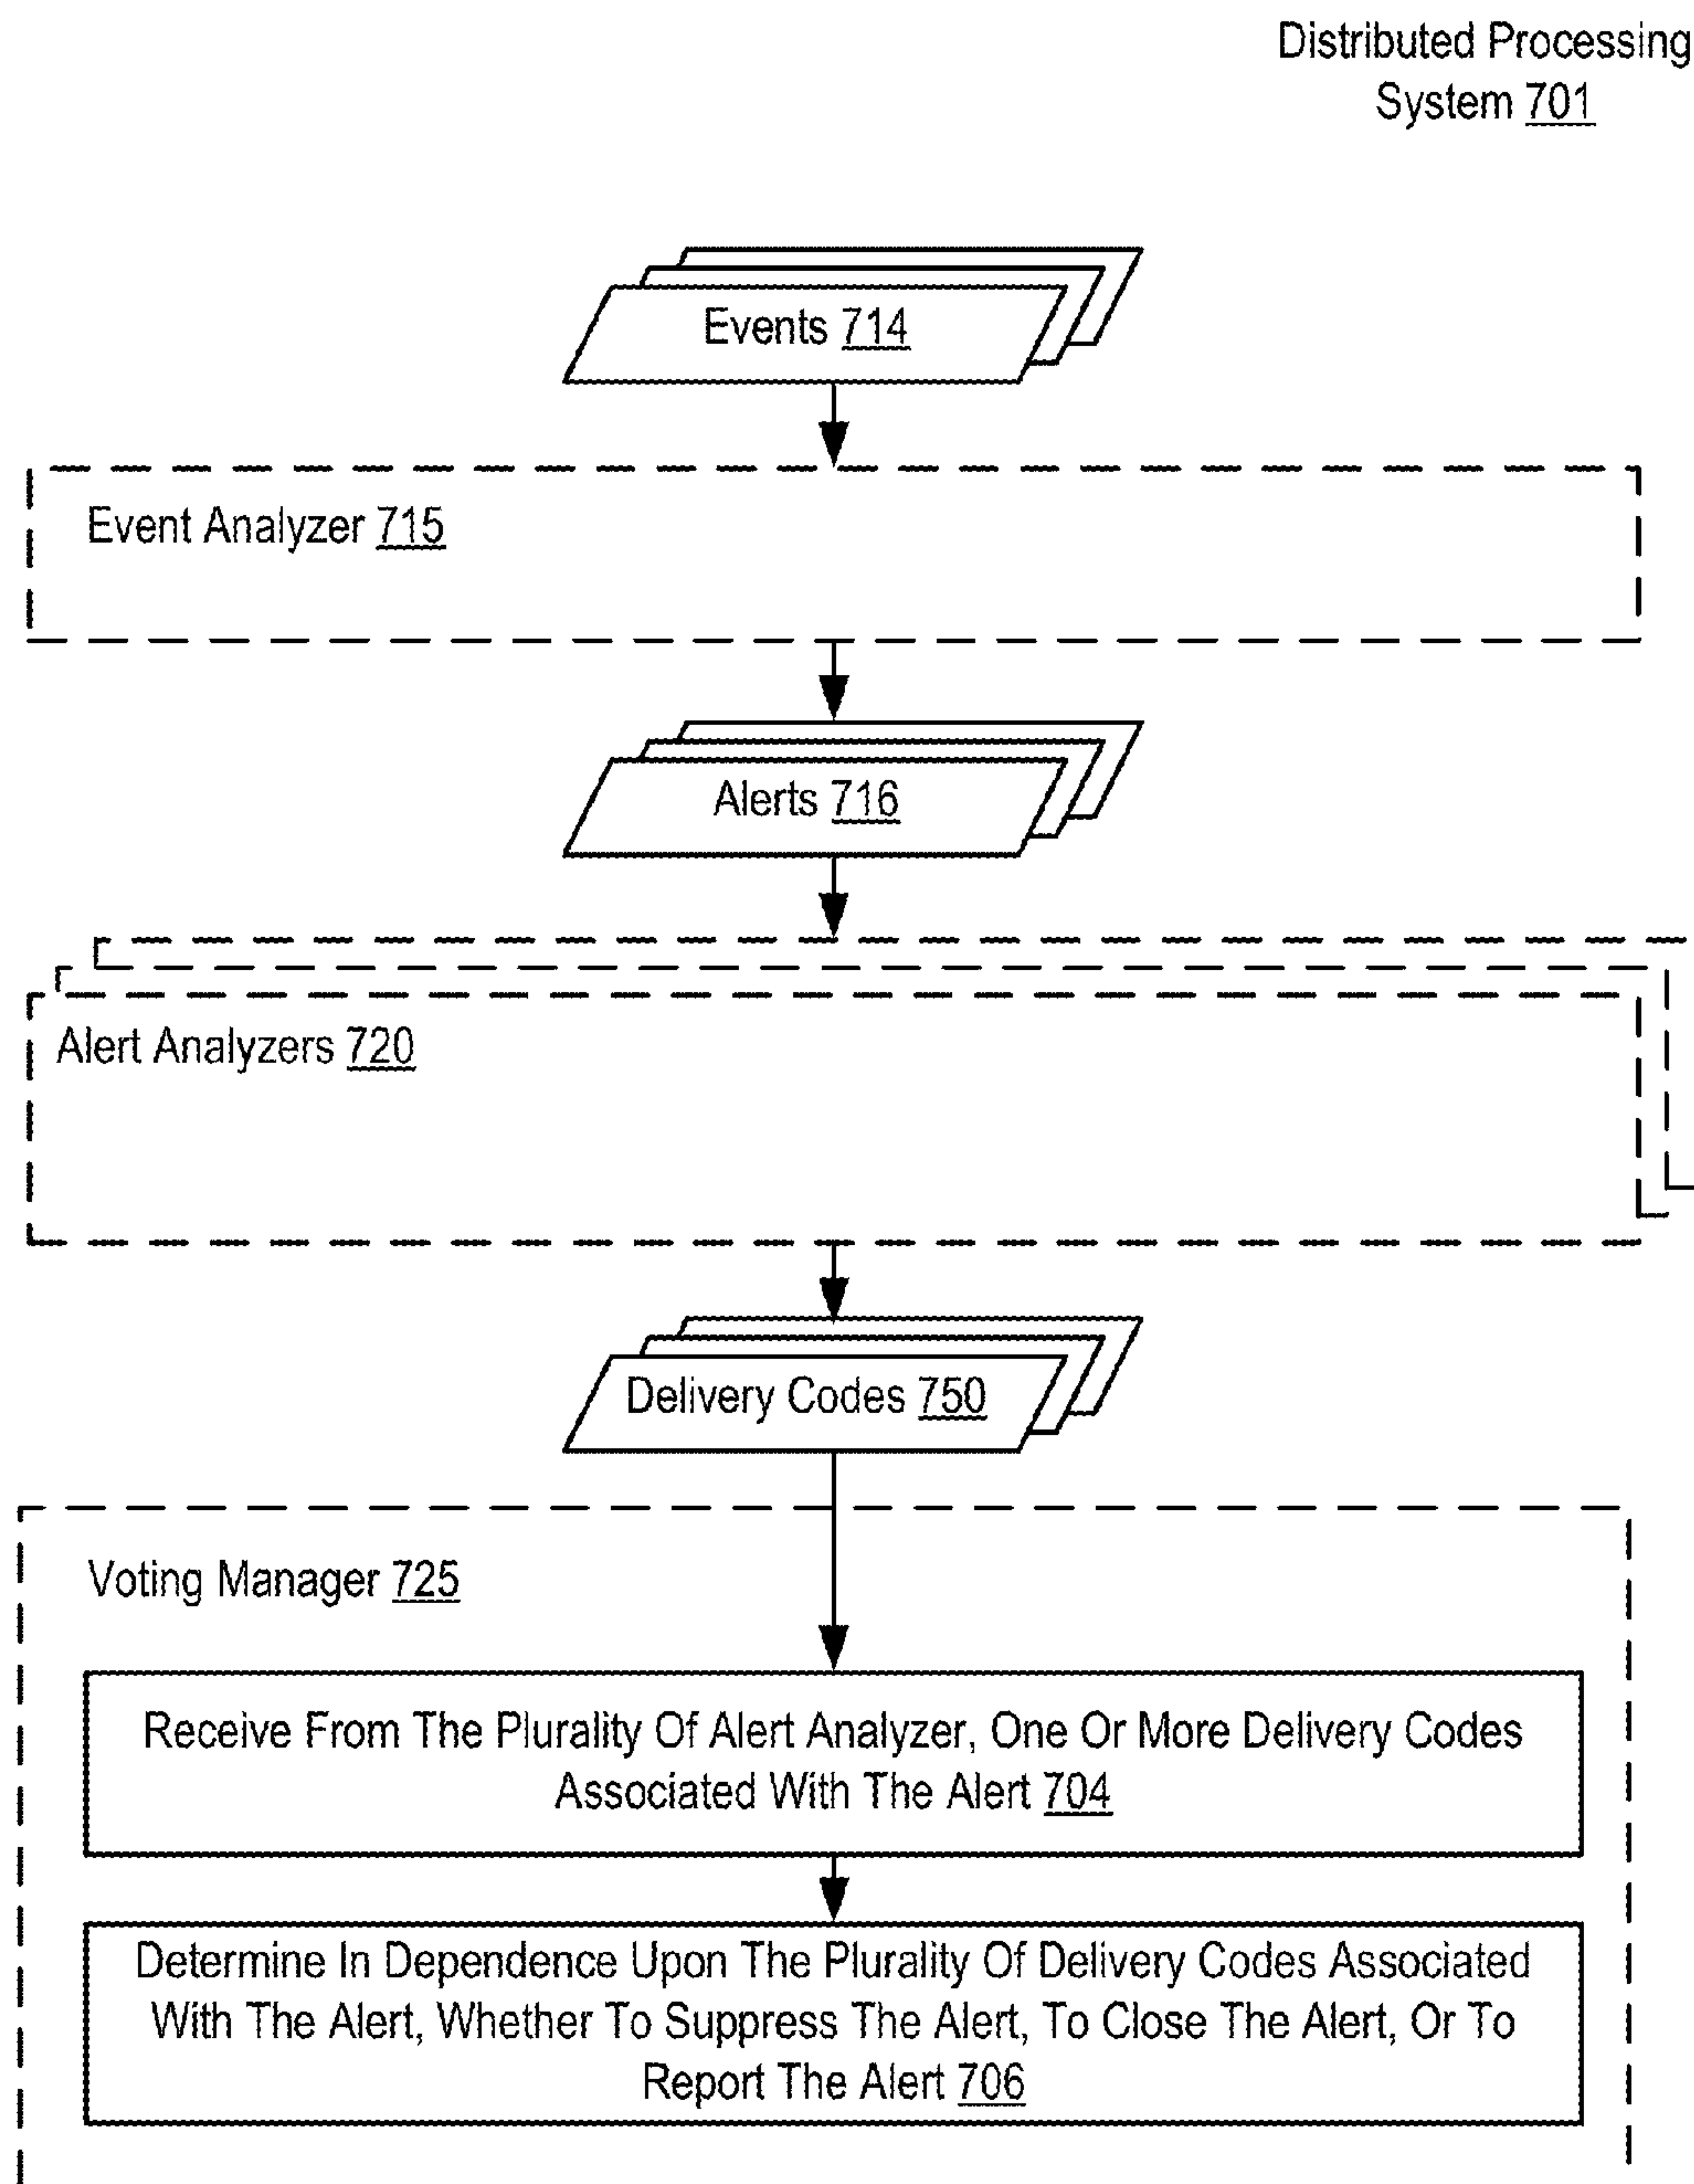 Distributed Processing
System 701
Events 714
Event Analyzer 715
Alerts 716
Alert Analyzers 720
Delivery Codes 750
Voting Manager 725
Receive From The Plurality Of Alert Analyzer, One Or More Delivery Codes
Associated With The Alert 704
Determine In Dependence Upon The Plurality Of Delivery Codes Associated
With The Alert, Whether To Suppress The Alert, To Close The Alert, Or To
Report The Alert 706